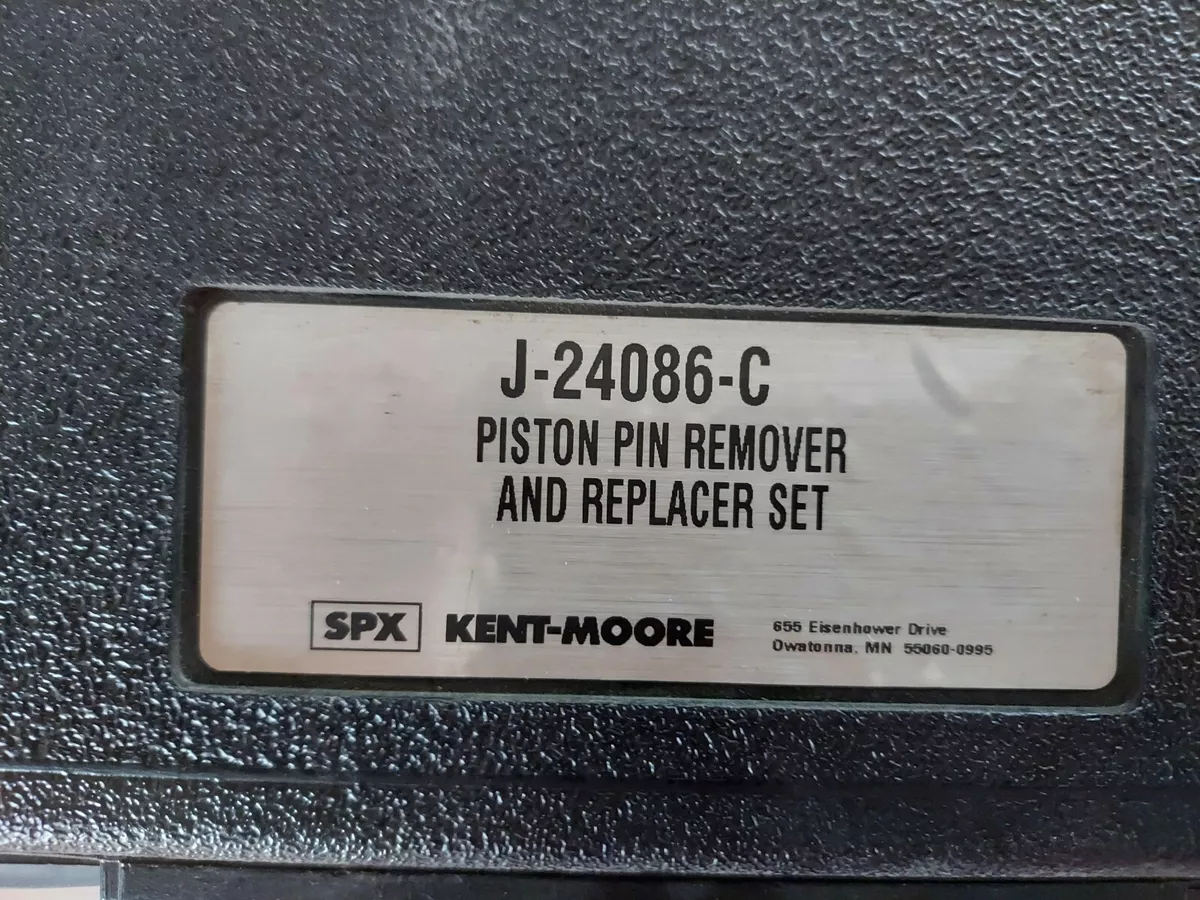 J-24086-C
PISTON PIN REMOVER
AND REPLACER SET
SPX KENT-MOORE
655 Eisenhower Drive
Owatonna, MN 55060-0995